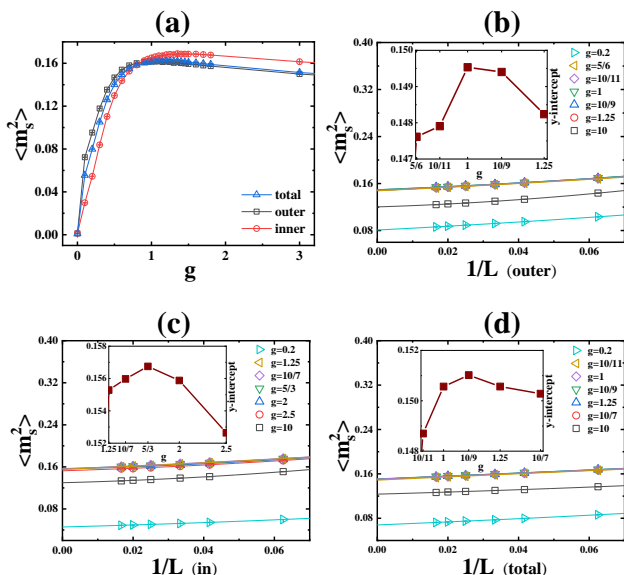 (a)
<m_s^2>
0.16
0.12
0.08
0.04
0.00
0
1
2
3
g
total
outer
inner
(b)
<m_s^2>
0.40
0.32
0.24
0.16
0.08
0.00
0.02
0.04
0.06
1/L (outer)
g=0.2
g=5/6
g=10/11
g=1
g=10/9
g=1.25
g=10
0.150
0.149
0.148
0.147
5/6
10/11
1
10/9
1.25
g
y-intercept
(c)
<m_s^2>
0.40
0.32
0.24
0.16
0.08
0.00
0.02
0.04
0.06
1/L (in)
g=0.2
g=1.25
g=10/7
g=5/3
g=2
g=2.5
g=10
0.158
0.156
0.154
0.152
1.25
10/7
5/3
2
2.5
g
y-intercept
(d)
<m_s^2>
0.40
0.32
0.24
0.16
0.08
0.00
0.02
0.04
0.06
1/L (total)
g=0.2
g=10/11
g=1
g=10/9
g=1.25
g=10/7
g=10
0.152
0.150
0.148
10/11
1
10/9
1.25
10/7
g
y-intercept